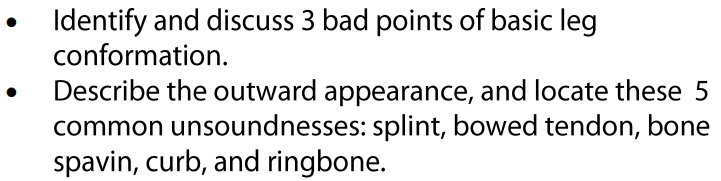 • Identify and discuss 3 bad points of basic leg
conformation.
• Describe the outward appearance, and locate these 5
common unsoundnesses: splint, bowed tendon, bone
spavin, curb, and ringbone.